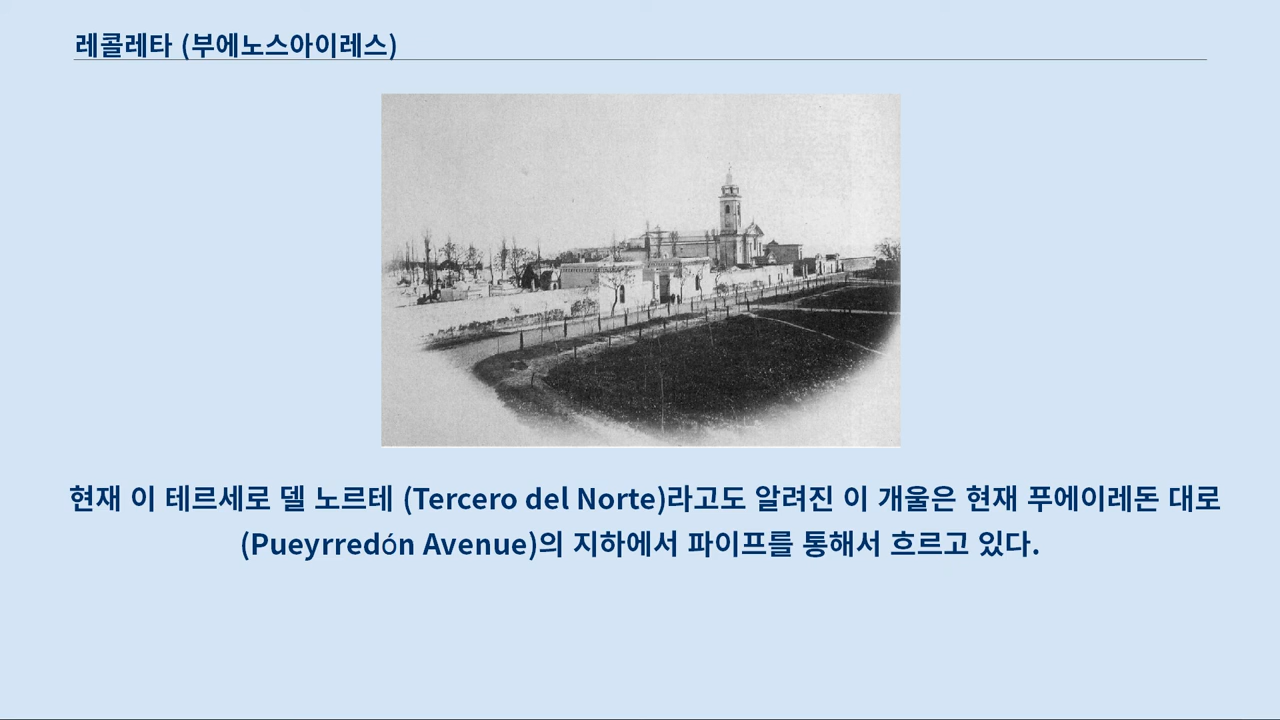 레콜레타 (부에노스아이레스)
현재 이 테르세로 델 노르테 (Tercero del Norte)라고도 알려진 이 개울은 현재 푸에이레돈 대로
(Pueyrredón Avenue)의 지하에서 파이프를 통해서 흐르고 있다.